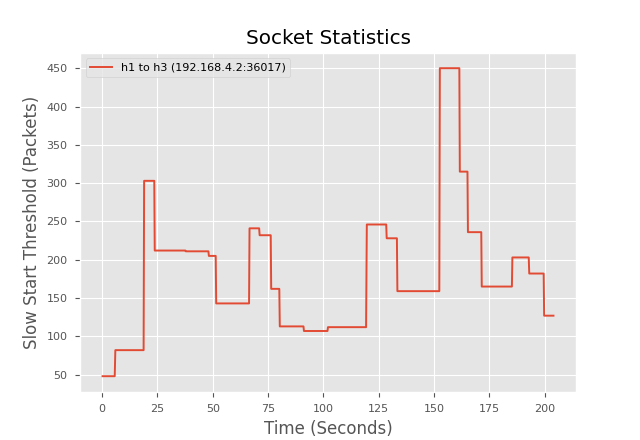 Socket Statistics
h1 to h3 (192.168.4.2:36017)
Slow Start Threshold (Packets)
450
400
350
300
250
200
150
100
50
0 25 50 75 100 125 150 175 200
Time (Seconds)